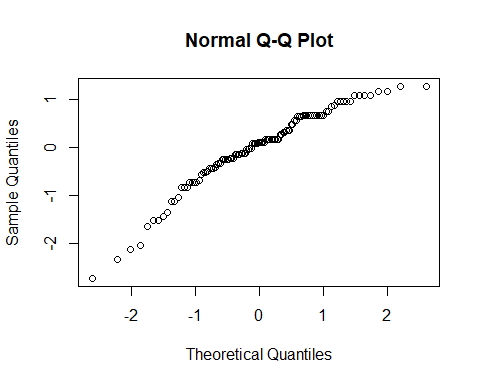 Normal Q-Q Plot
1
0
-1
-2
Sample Quantiles
-2 -1 0 1 2
Theoretical Quantiles